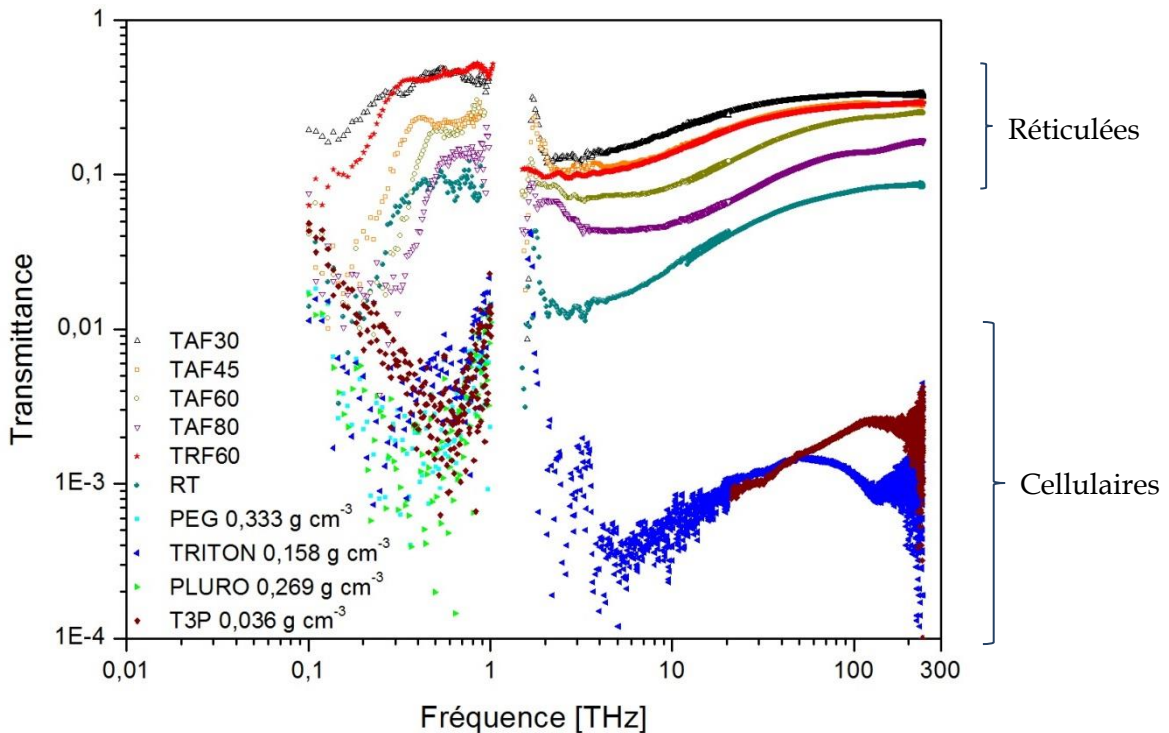 1
0,1
0,01
1E-3
1E-4
Transmittance
TAF30
TAF45
TAF60
TAF80
TRF60
RT
PEG 0,333 g cm⁻³
TRITON 0,158 g cm⁻³
PLURO 0,269 g cm⁻³
T3P 0,036 g cm⁻³
0,01 0,1 1 10 100 300
Fréquence [THz]
Réticulées
Cellulaires